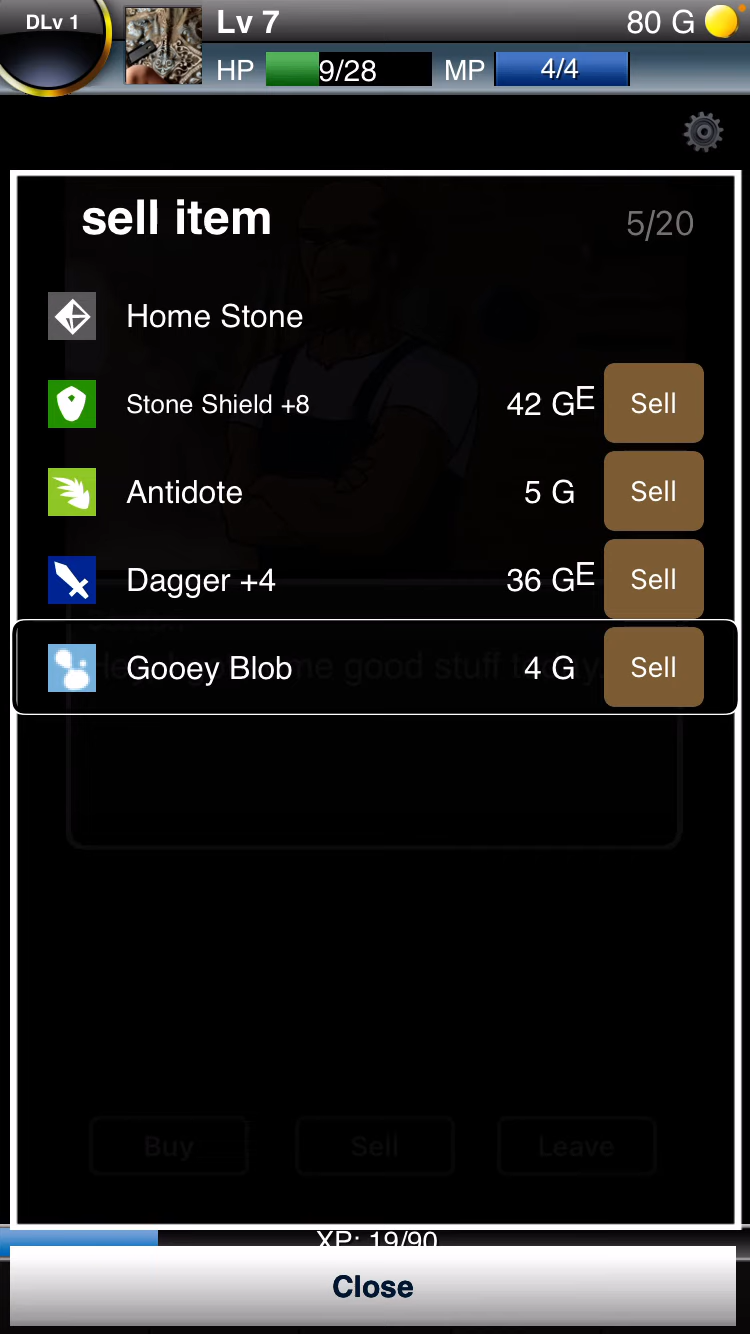 DLv 1
Lv 7
80 G
HP 9/28 MP 4/4
sell item
5/20
Home Stone
Stone Shield +8 42 G E Sell
Antidote 5 G Sell
Dagger +4 36 G E Sell
Gooey Blob 4 G Sell
good stuff
Buy Sell Leave
XP: 19/90
Close